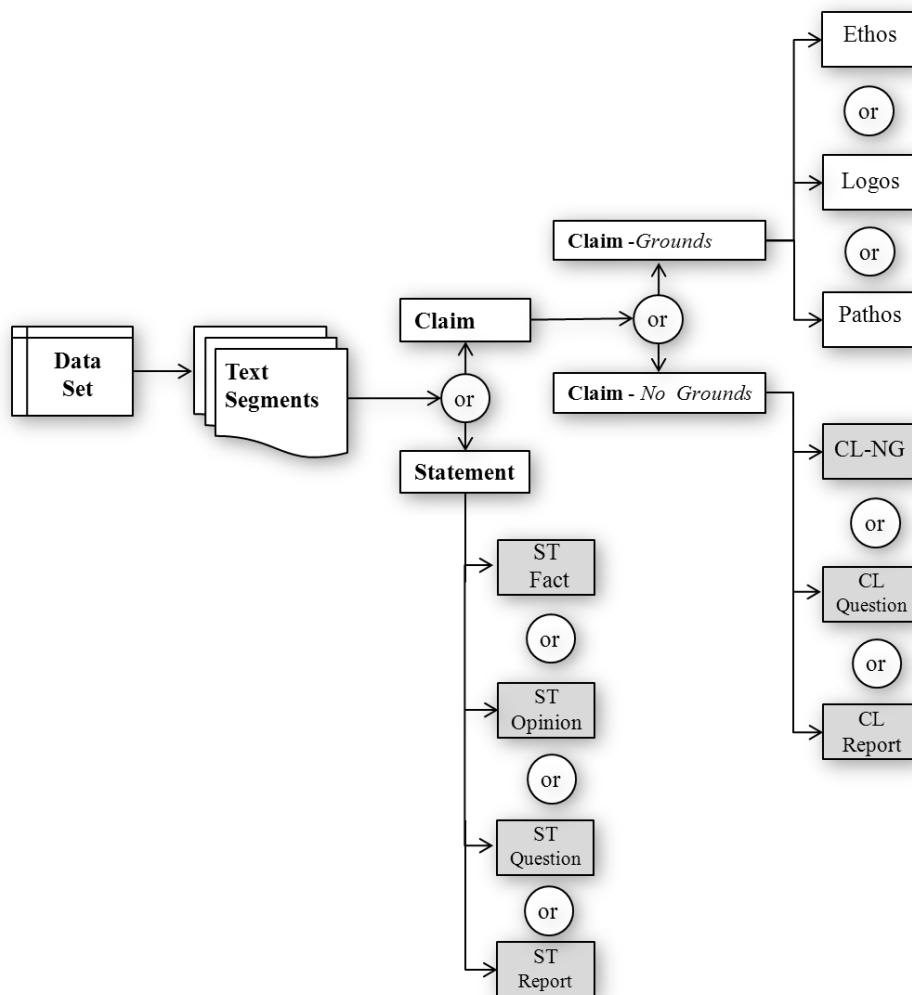 Ethos
or
Logos
or
Pathos
Claim -Grounds
or
Claim - No Grounds
Claim
or
Statement
Data
Set
Text
Segments
CL-NG
or
CL
Question
or
CL
Report
ST
Fact
or
ST
Opinion
or
ST
Question
or
ST
Report